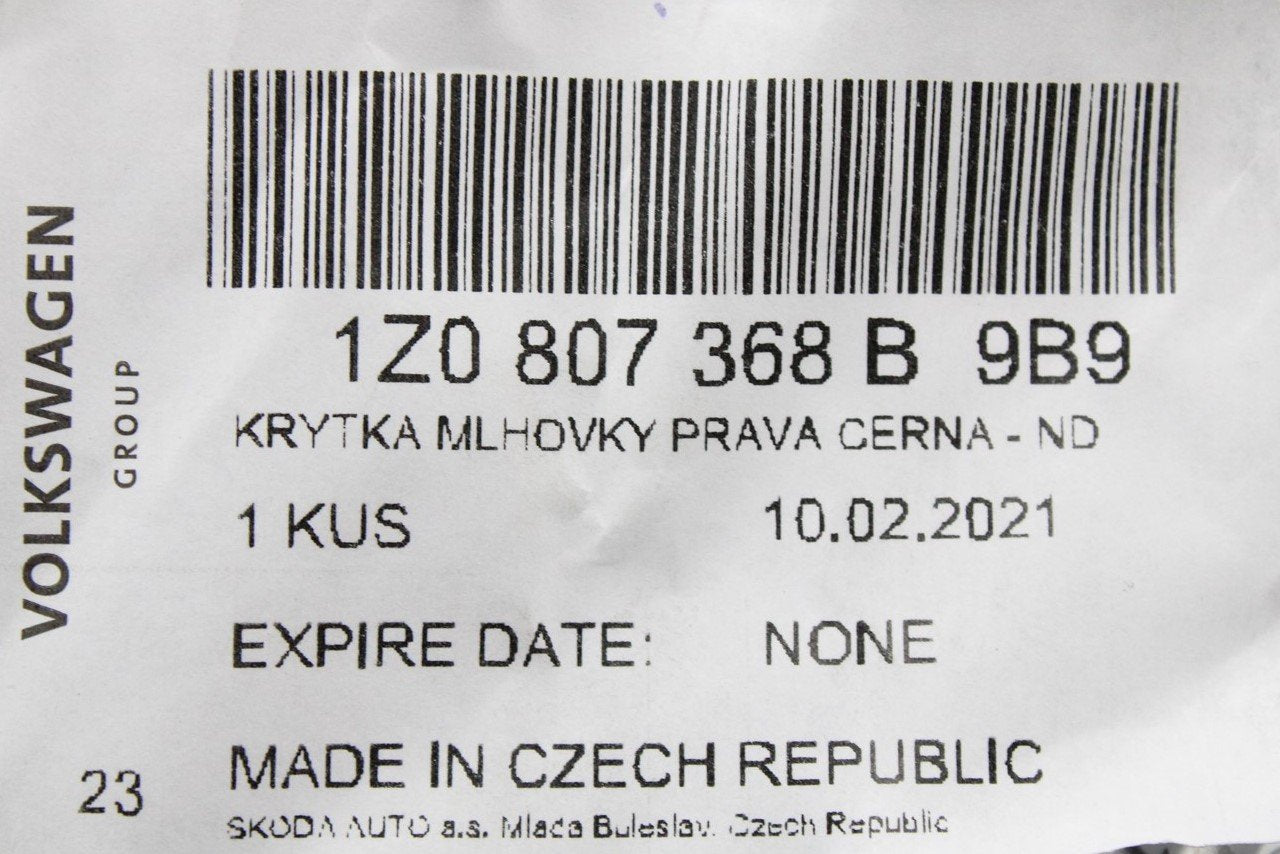 VOLKSWAGEN
GROUP
1Z0 807 368 B 9B9
KRYTKA MLHOVKY PRAVA CERNA - ND
1 KUS 10.02.2021
EXPIRE DATE: NONE
MADE IN CZECH REPUBLIC
23
SKODA AUTO a.s. Mlada Boleslav, Czech Republic